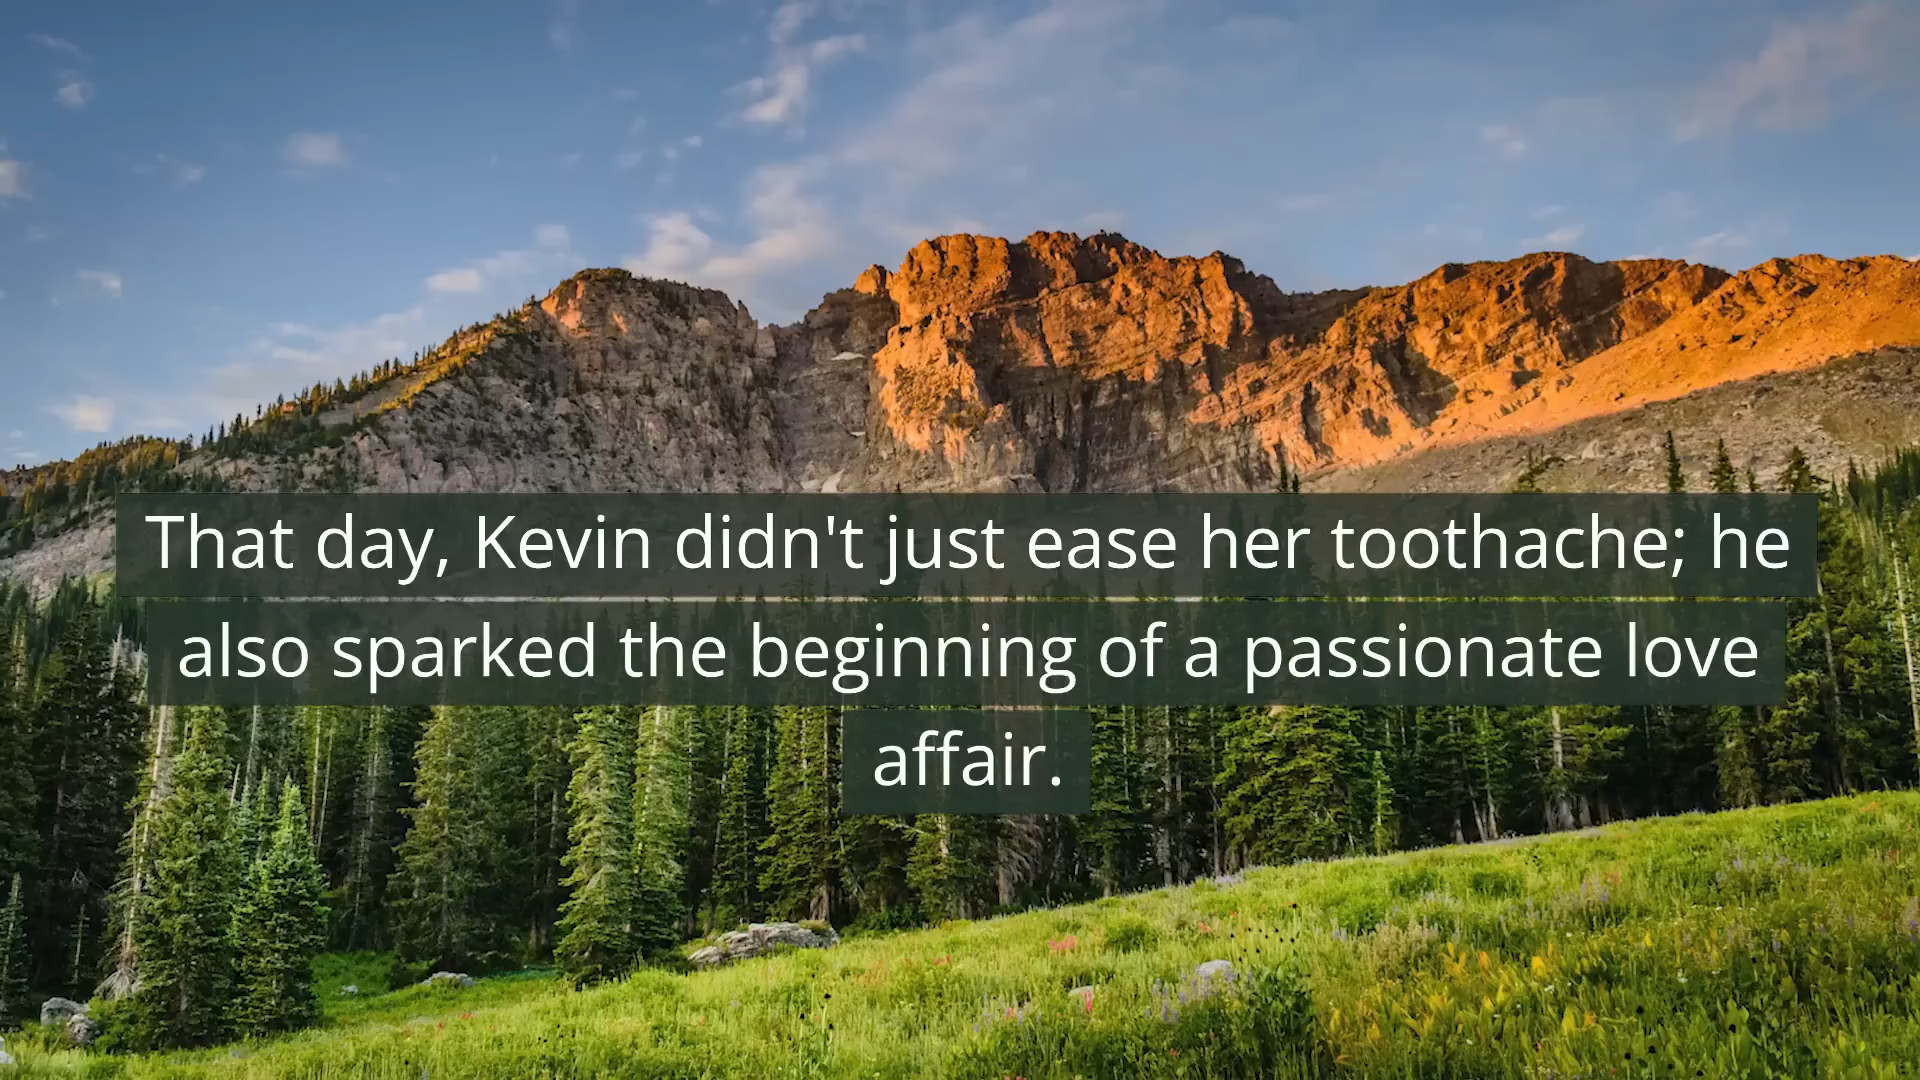 That day, Kevin didn't just ease her toothache; he
also sparked the beginning of a passionate love
affair.